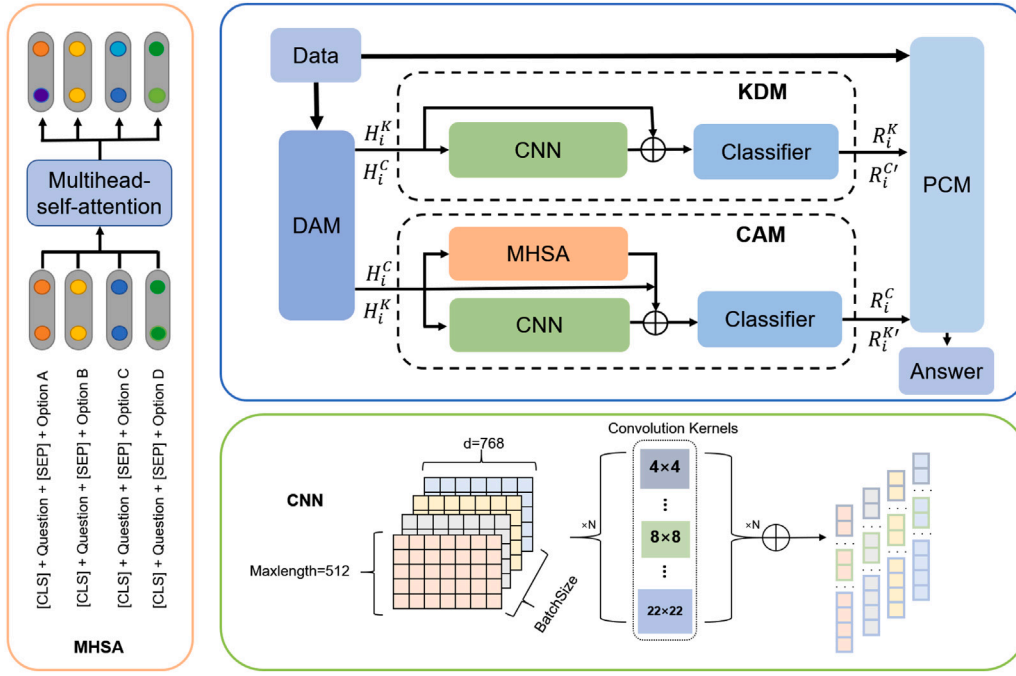 Multihead-
self-attention
[CLS] + Question + [SEP] + Option A
[CLS] + Question + [SEP] + Option B
[CLS] + Question + [SEP] + Option C
[CLS] + Question + [SEP] + Option D
MHSA
Data
KDM
H_i^K
H_i^C
CNN
Classifier
R_i^K
R_i^{C'}
DAM
PCM
CAM
MHSA
H_i^C
H_i^K
CNN
Classifier
R_i^C
R_i^{K'}
Answer
CNN
d=768
Maxlength=512
BatchSize
Convolution Kernels
×N
4×4
...
8×8
...
22×22
×N